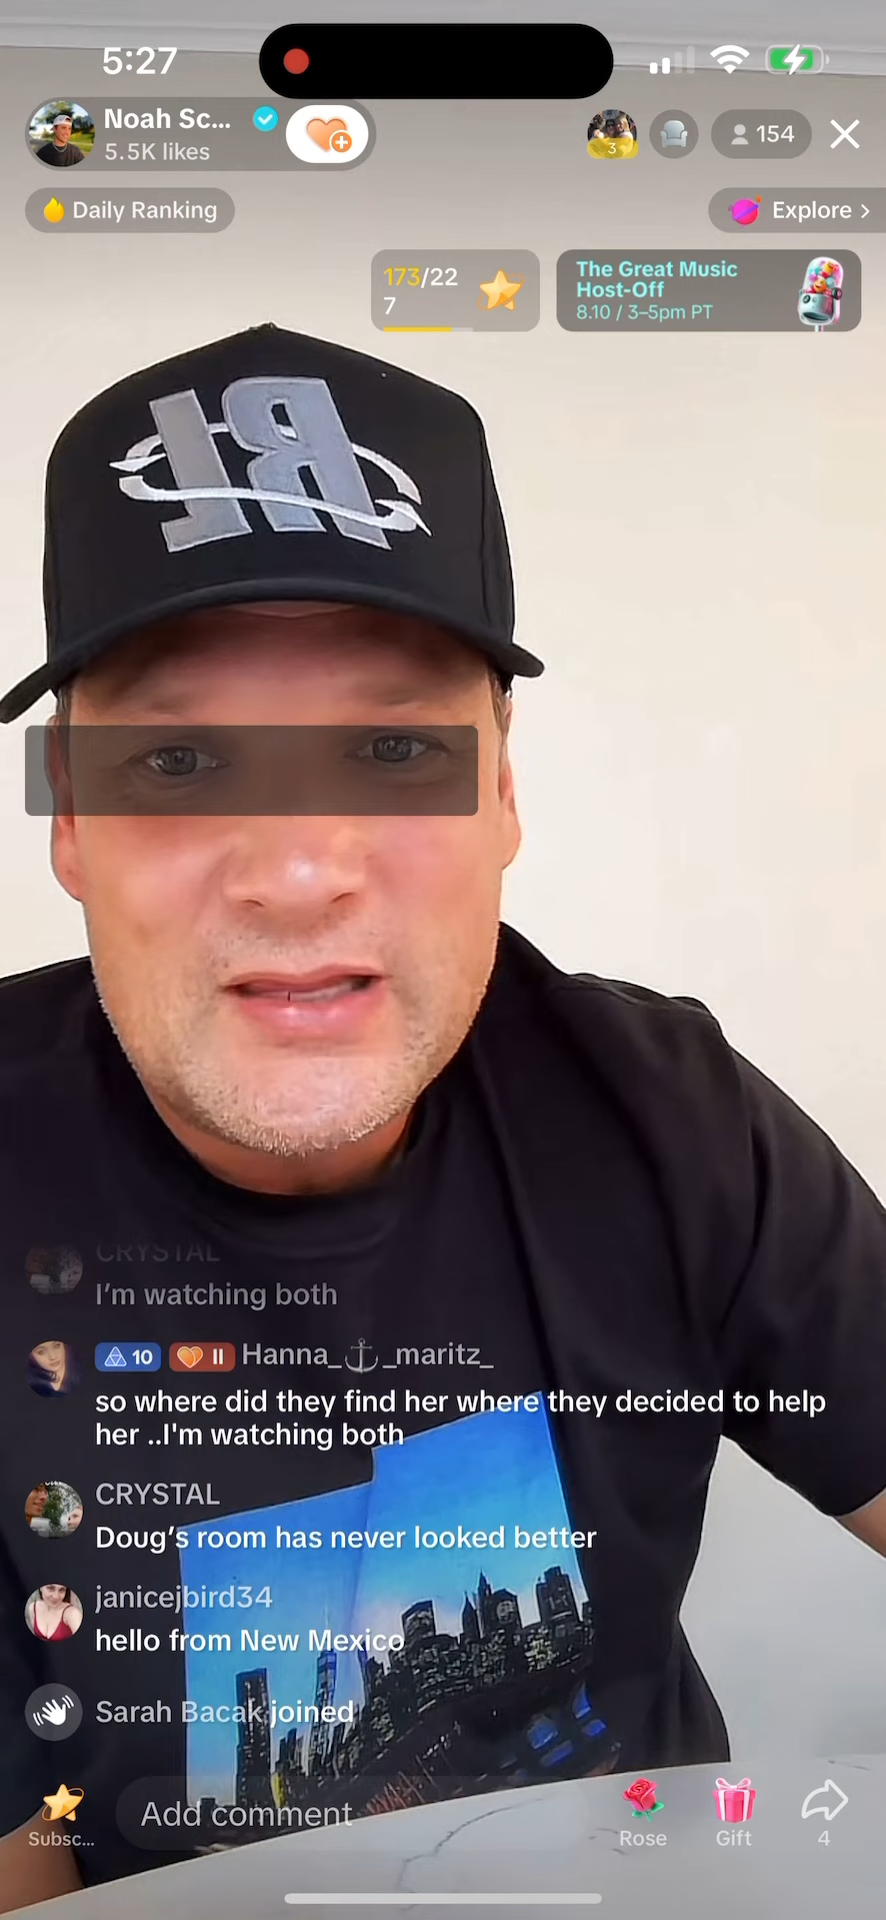 5:27
Noah Sc...
5.5K likes
3
154
Daily Ranking
Explore >
173/22
7
The Great Music
Host-Off
8.10 / 3–5pm PT
RL
CRYSTAL
I'm watching both
10 II Hanna_⚓_maritz_
so where did they find her where they decided to help
her ..I'm watching both
CRYSTAL
Doug's room has never looked better
janicejbird34
hello from New Mexico
Sarah Bacak joined
Add comment
Subsc...
Rose
Gift
4